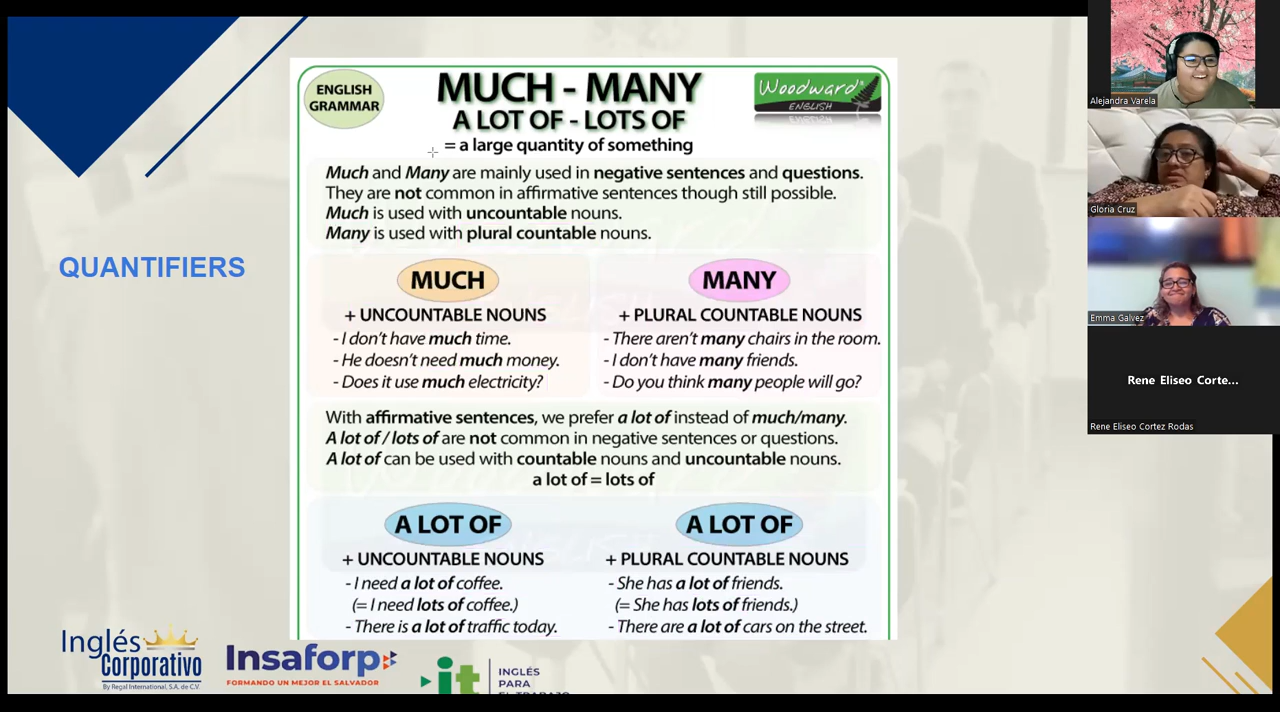 QUANTIFIERS
ENGLISH
GRAMMAR
MUCH - MANY
A LOT OF - LOTS OF
= a large quantity of something
Woodward®
ENGLISH
Much and Many are mainly used in negative sentences and questions.
They are not common in affirmative sentences though still possible.
Much is used with uncountable nouns.
Many is used with plural countable nouns.
MUCH
+ UNCOUNTABLE NOUNS
- I don't have much time.
- He doesn't need much money.
- Does it use much electricity?
MANY
+ PLURAL COUNTABLE NOUNS
- There aren't many chairs in the room.
- I don't have many friends.
- Do you think many people will go?
With affirmative sentences, we prefer a lot of instead of much/many.
A lot of / lots of are not common in negative sentences or questions.
A lot of can be used with countable nouns and uncountable nouns.
a lot of = lots of
A LOT OF
+ UNCOUNTABLE NOUNS
- I need a lot of coffee.
(= I need lots of coffee.)
- There is a lot of traffic today.
A LOT OF
+ PLURAL COUNTABLE NOUNS
- She has a lot of friends.
(= She has lots of friends.)
- There are a lot of cars on the street.
Inglés
Corporativo
By Regal International, S.A. de C.V.
Insaforp
FORMANDO UN MEJOR EL SALVADOR
it
INGLÉS
PARA
EL TRABAJO
Alejandra Varela
Gloria Cruz
Emma Galvez
Rene Eliseo Corte...
Rene Eliseo Cortez Rodas